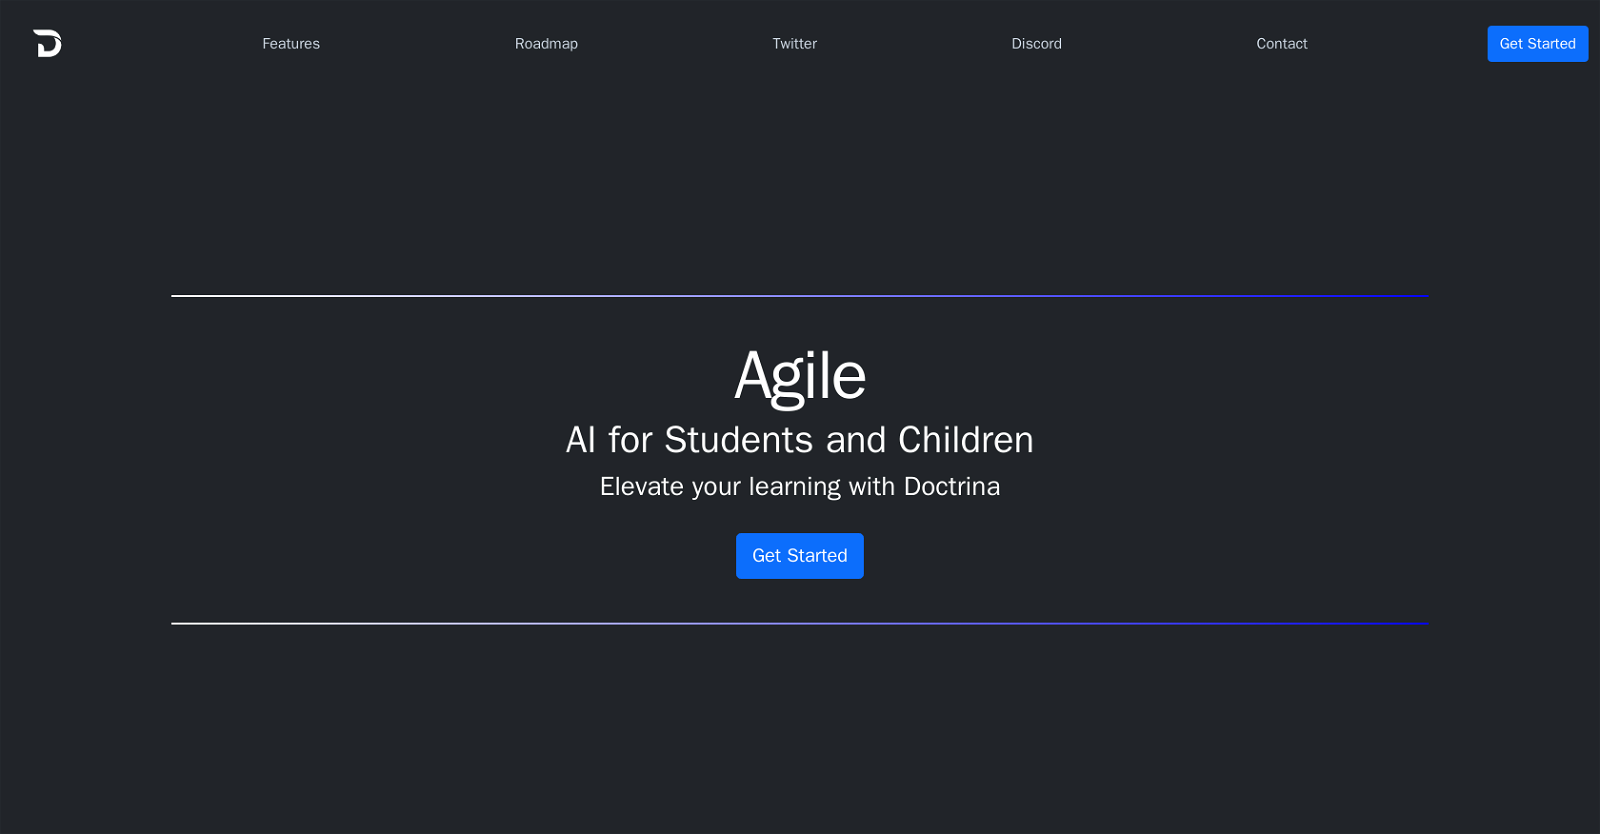 D
Features
Roadmap
Twitter
Discord
Contact
Get Started
Agile
AI for Students and Children
Elevate your learning with Doctrina
Get Started